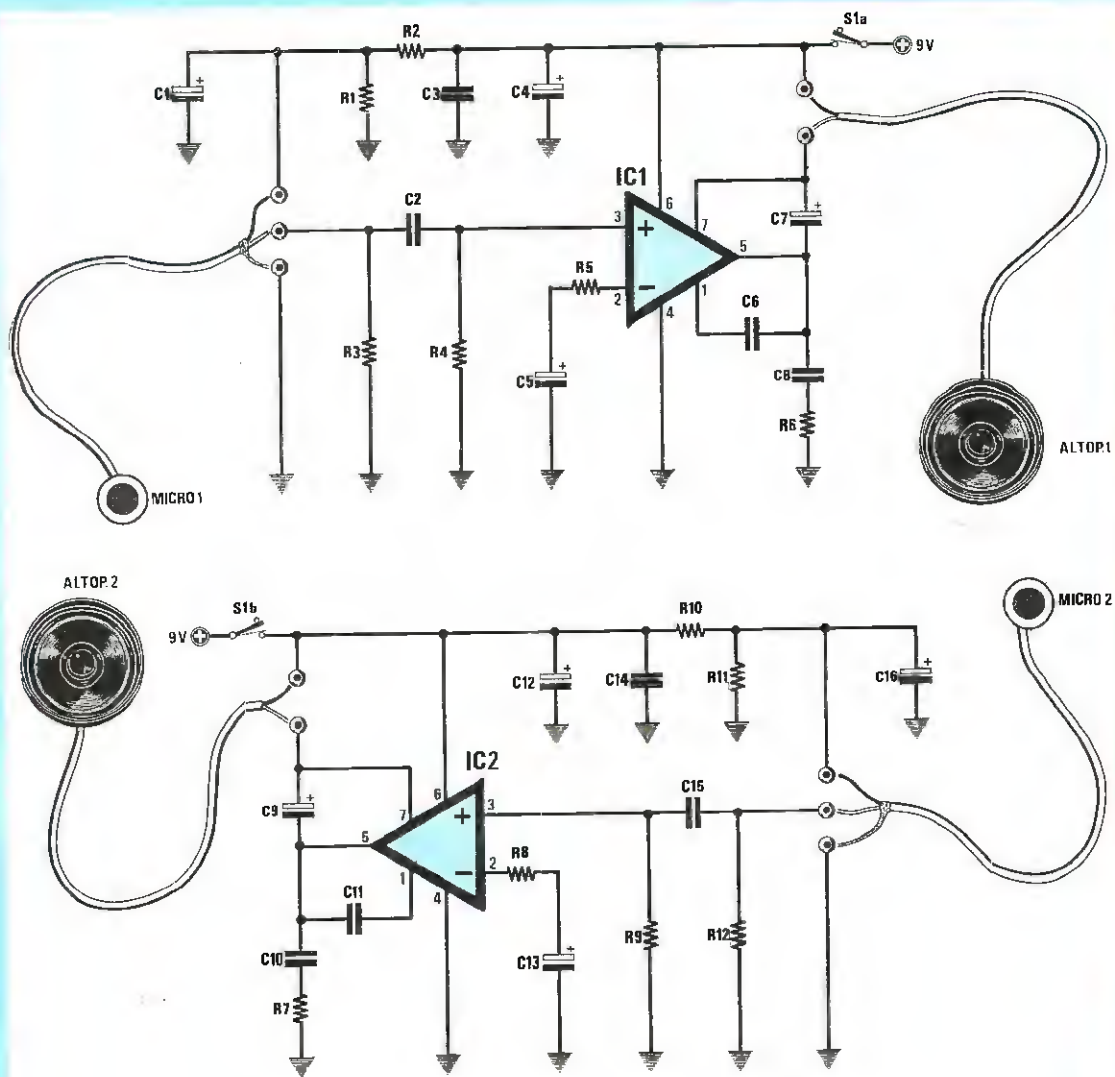 S1a
R2
9V
C1
+
R1
C3
C4
+
IC1
6
7
C7
+
C2
3
+
5
R5
2
−
1
4
C6
R3
R4
C5
+
C8
R6
ALTOP.1
MICRO 1
ALTOP.2
MICRO 2
S1b
9V
R10
C12
+
C14
R11
C16
+
IC2
6
C9
+
7
3
+
C15
5
2
−
R8
1
4
C11
R9
R12
C10
C13
+
R7